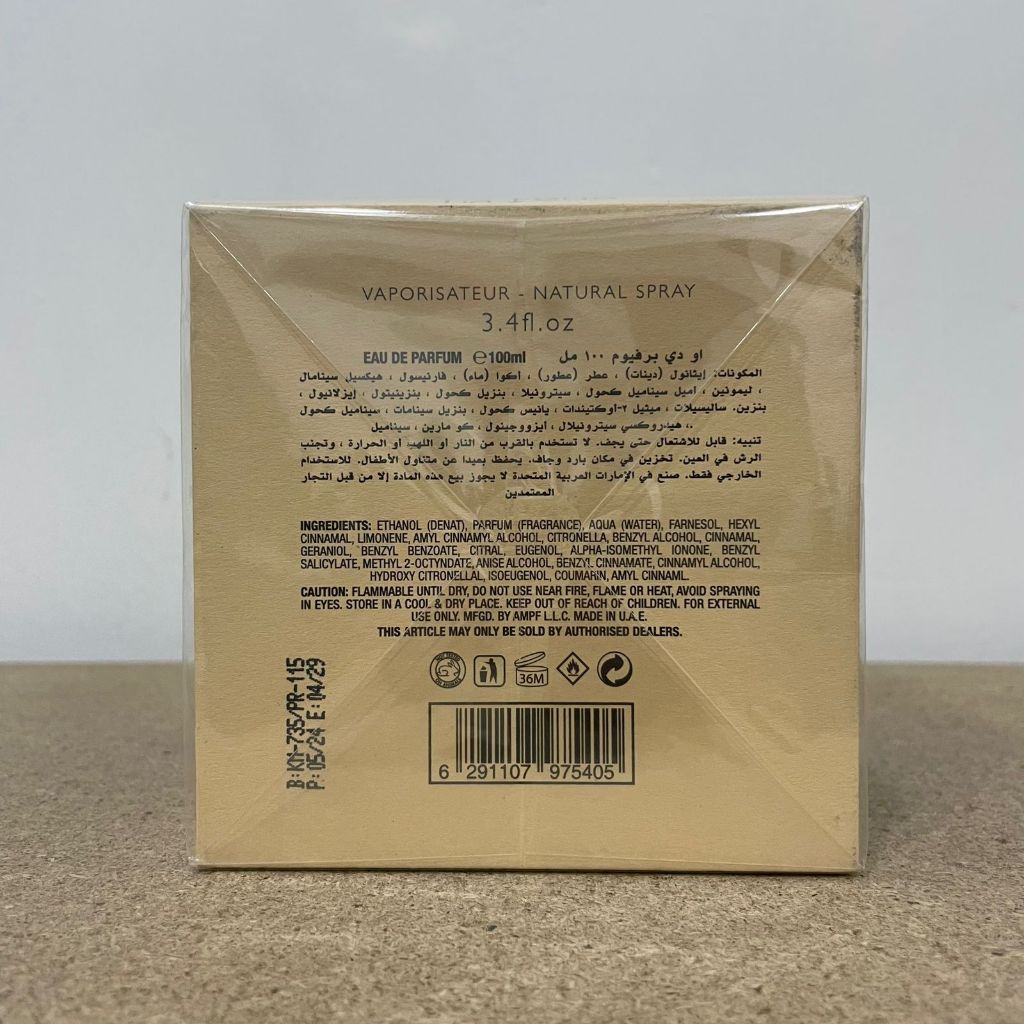 VAPORISATEUR - NATURAL SPRAY
3.4fl.oz
EAU DE PARFUM ℮100ml او دي برفيوم ١٠٠ مل
المكونات: إيثانول (دينات) ، عطر (عطور) ، أكوا (ماء) ، فارنيسول ، هيكسيل سينامال
، ليمونين ، أميل سيناميل كحول ، سيترونيلا ، بنزيل كحول ، بنزينيتول ، إيزلانيول ،
بنزين. ساليسيلات ، ميثيل ٢-اوكتيندات ، يانيس كحول ، بنزيل سينامات ، سيناميل كحول
، هيدروكسي سيترونيلال ، أيزووجينول ، كو مارين ، سيناميل.
تنبيه: قابل للاشتعال حتى يجف. لا تستخدم بالقرب من النار أو اللهب أو الحرارة ، وتجنب
الرش في العين. تخزين في مكان بارد وجاف. يحفظ بعيدا عن متناول الأطفال. للاستخدام
الخارجي فقط. صنع في الإمارات العربية المتحدة لا يجوز بيع هذه المادة إلا من قبل التجار
المعتمدين
INGREDIENTS: ETHANOL (DENAT), PARFUM (FRAGRANCE), AQUA (WATER), FARNESOL, HEXYL
CINNAMAL, LIMONENE, AMYL CINNAMYL ALCOHOL, CITRONELLA, BENZYL ALCOHOL, CINNAMAL,
GERANIOL, BENZYL BENZOATE, CITRAL, EUGENOL, ALPHA-ISOMETHYL IONONE, BENZYL
SALICYLATE, METHYL 2-OCTYNDATE, ANISE ALCOHOL, BENZYL CINNAMATE, CINNAMYL ALCOHOL,
HYDROXY CITRONELLAL, ISOEUGENOL, COUMARIN, AMYL CINNAML.
CAUTION: FLAMMABLE UNTIL DRY, DO NOT USE NEAR FIRE, FLAME OR HEAT, AVOID SPRAYING
IN EYES. STORE IN A COOL & DRY PLACE. KEEP OUT OF REACH OF CHILDREN. FOR EXTERNAL
USE ONLY. MFGD. BY AMPF L.L.C. MADE IN U.A.E.
THIS ARTICLE MAY ONLY BE SOLD BY AUTHORISED DEALERS.
36M
B:KM-735/PR-115
P:05/24 E:04/29
6 291107 975405